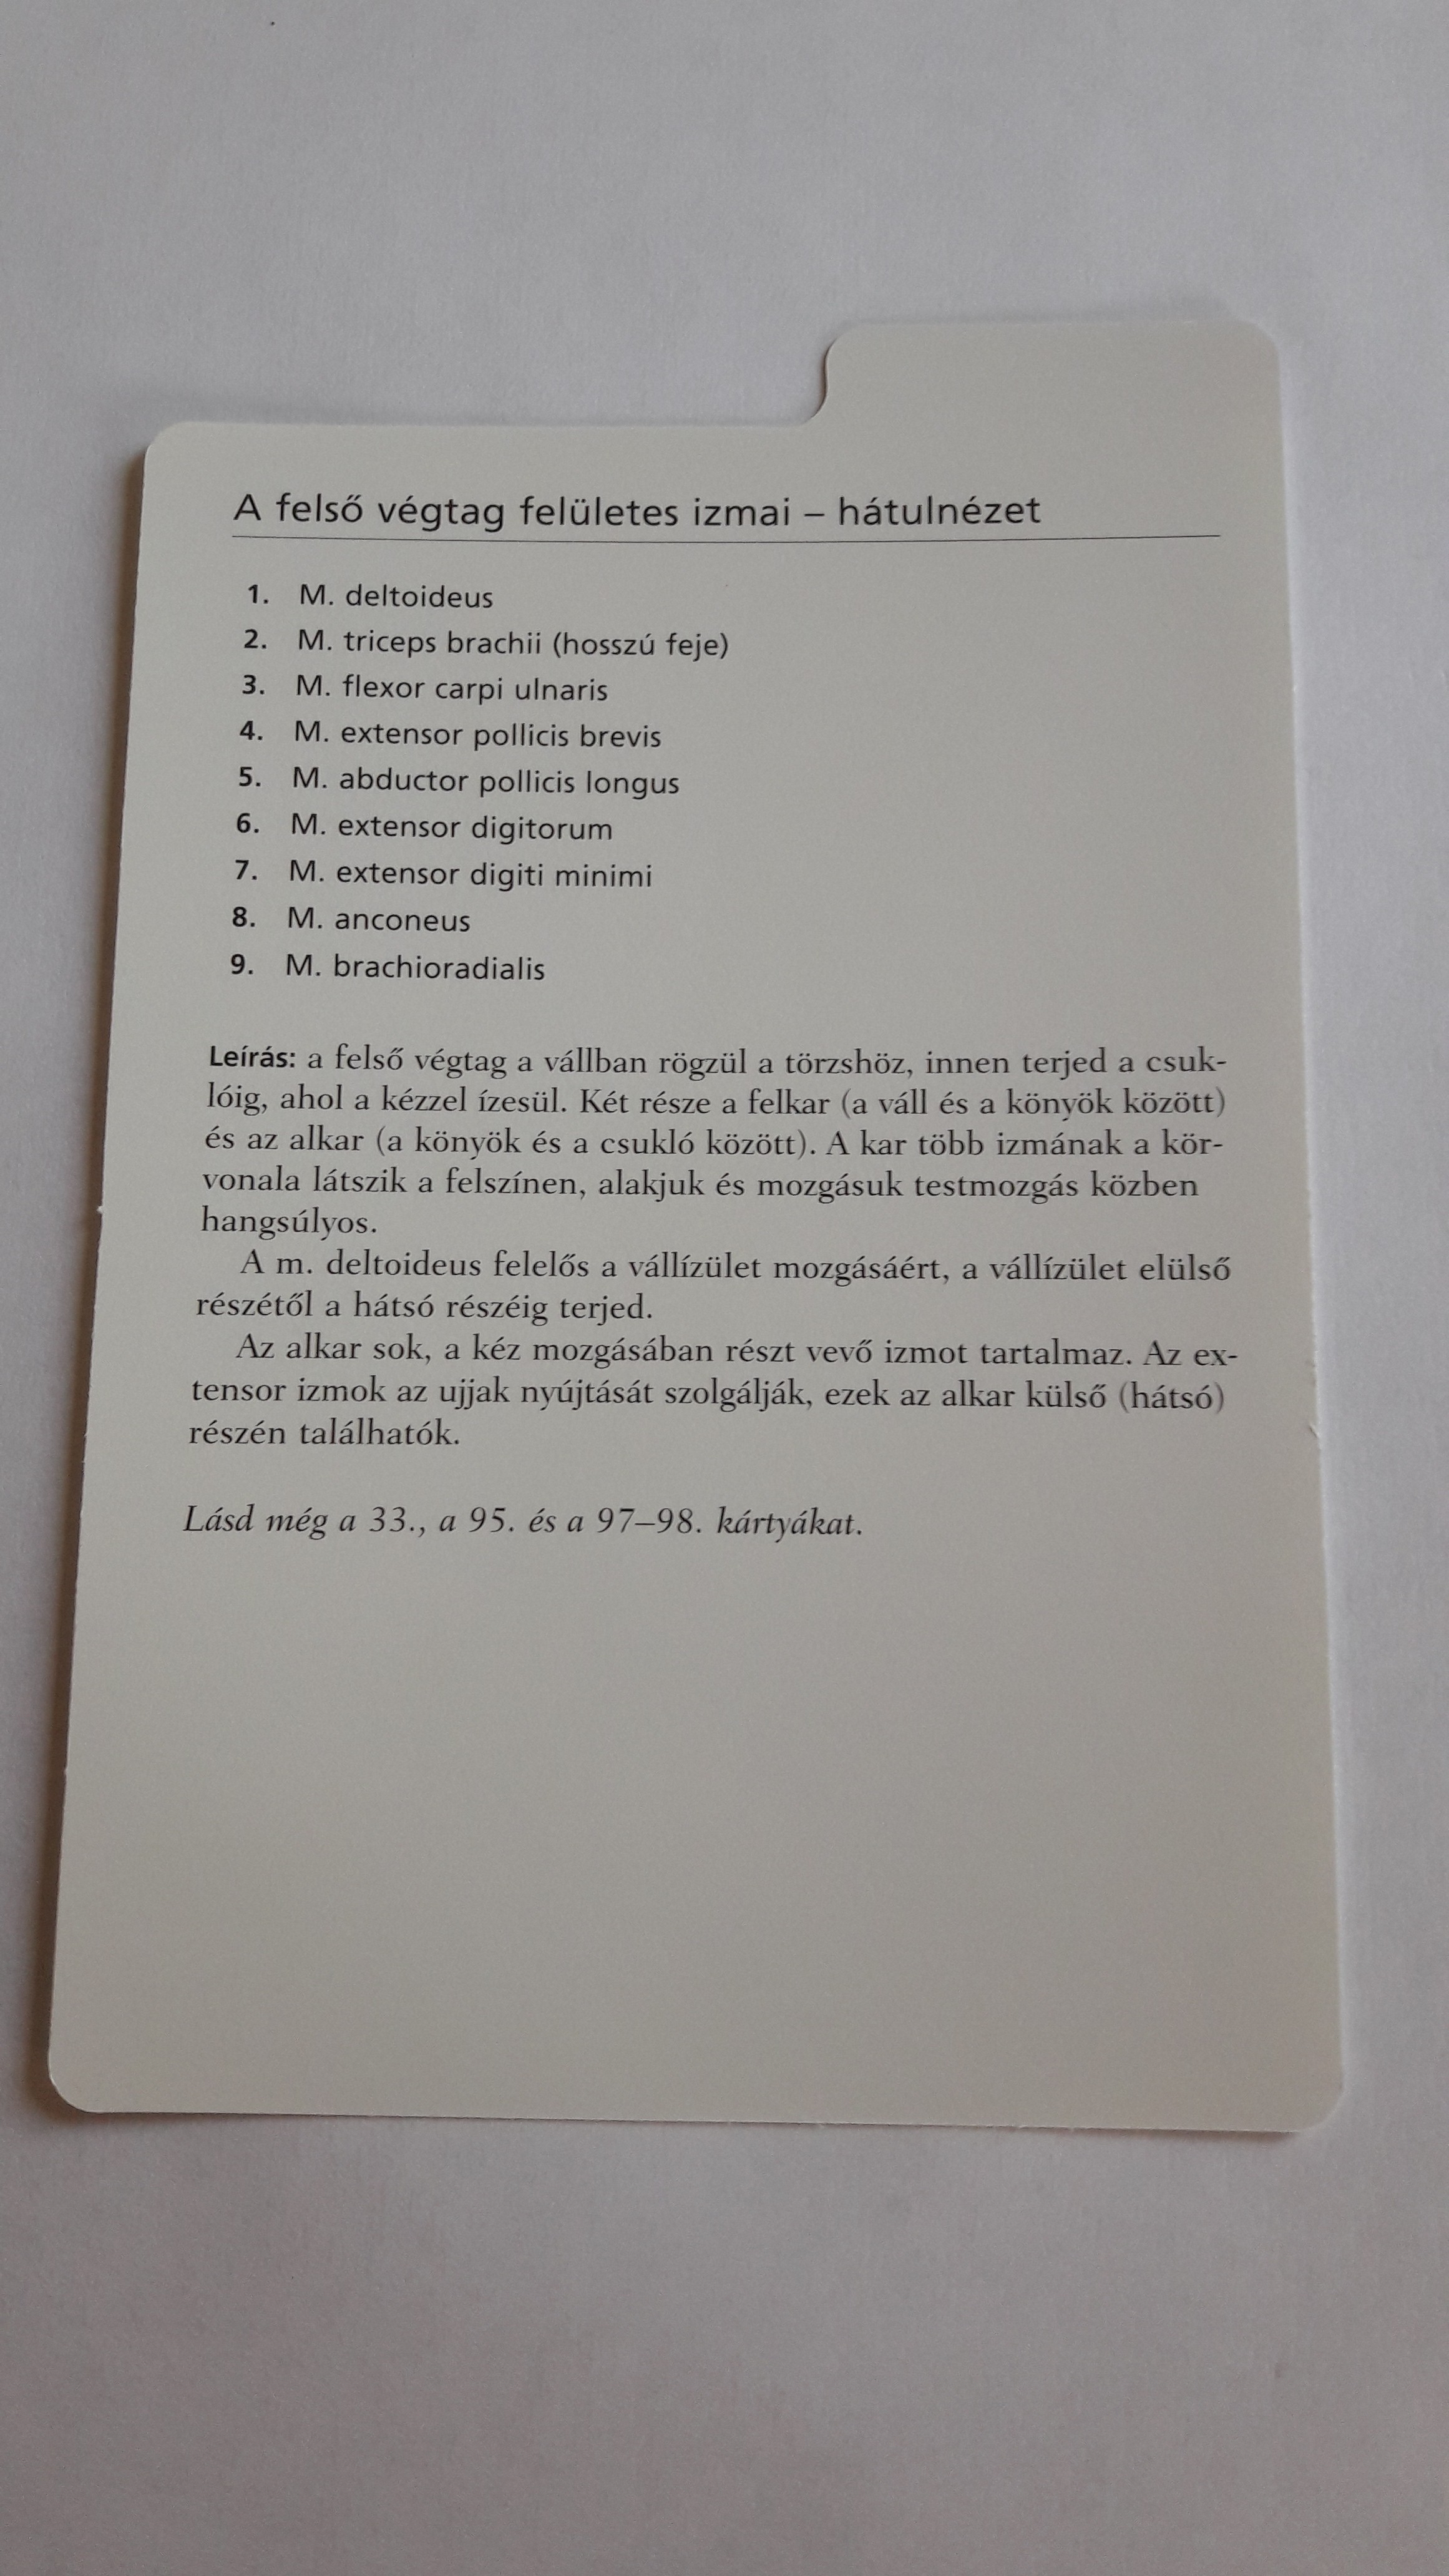 A felső végtag felületes izmai – hátulnézet
1. M. deltoideus
2. M. triceps brachii (hosszú feje)
3. M. flexor carpi ulnaris
4. M. extensor pollicis brevis
5. M. abductor pollicis longus
6. M. extensor digitorum
7. M. extensor digiti minimi
8. M. anconeus
9. M. brachioradialis
Leírás: a felső végtag a vállban rögzül a törzshöz, innen terjed a csuk-
lóig, ahol a kézzel ízesül. Két része a felkar (a váll és a könyök között)
és az alkar (a könyök és a csukló között). A kar több izmának a kör-
vonala látszik a felszínen, alakjuk és mozgásuk testmozgás közben
hangsúlyos.
A m. deltoideus felelős a vállízület mozgásáért, a vállízület elülső
részétől a hátsó részéig terjed.
Az alkar sok, a kéz mozgásában részt vevő izmot tartalmaz. Az ex-
tensor izmok az ujjak nyújtását szolgálják, ezek az alkar külső (hátsó)
részén találhatók.
Lásd még a 33., a 95. és a 97–98. kártyákat.